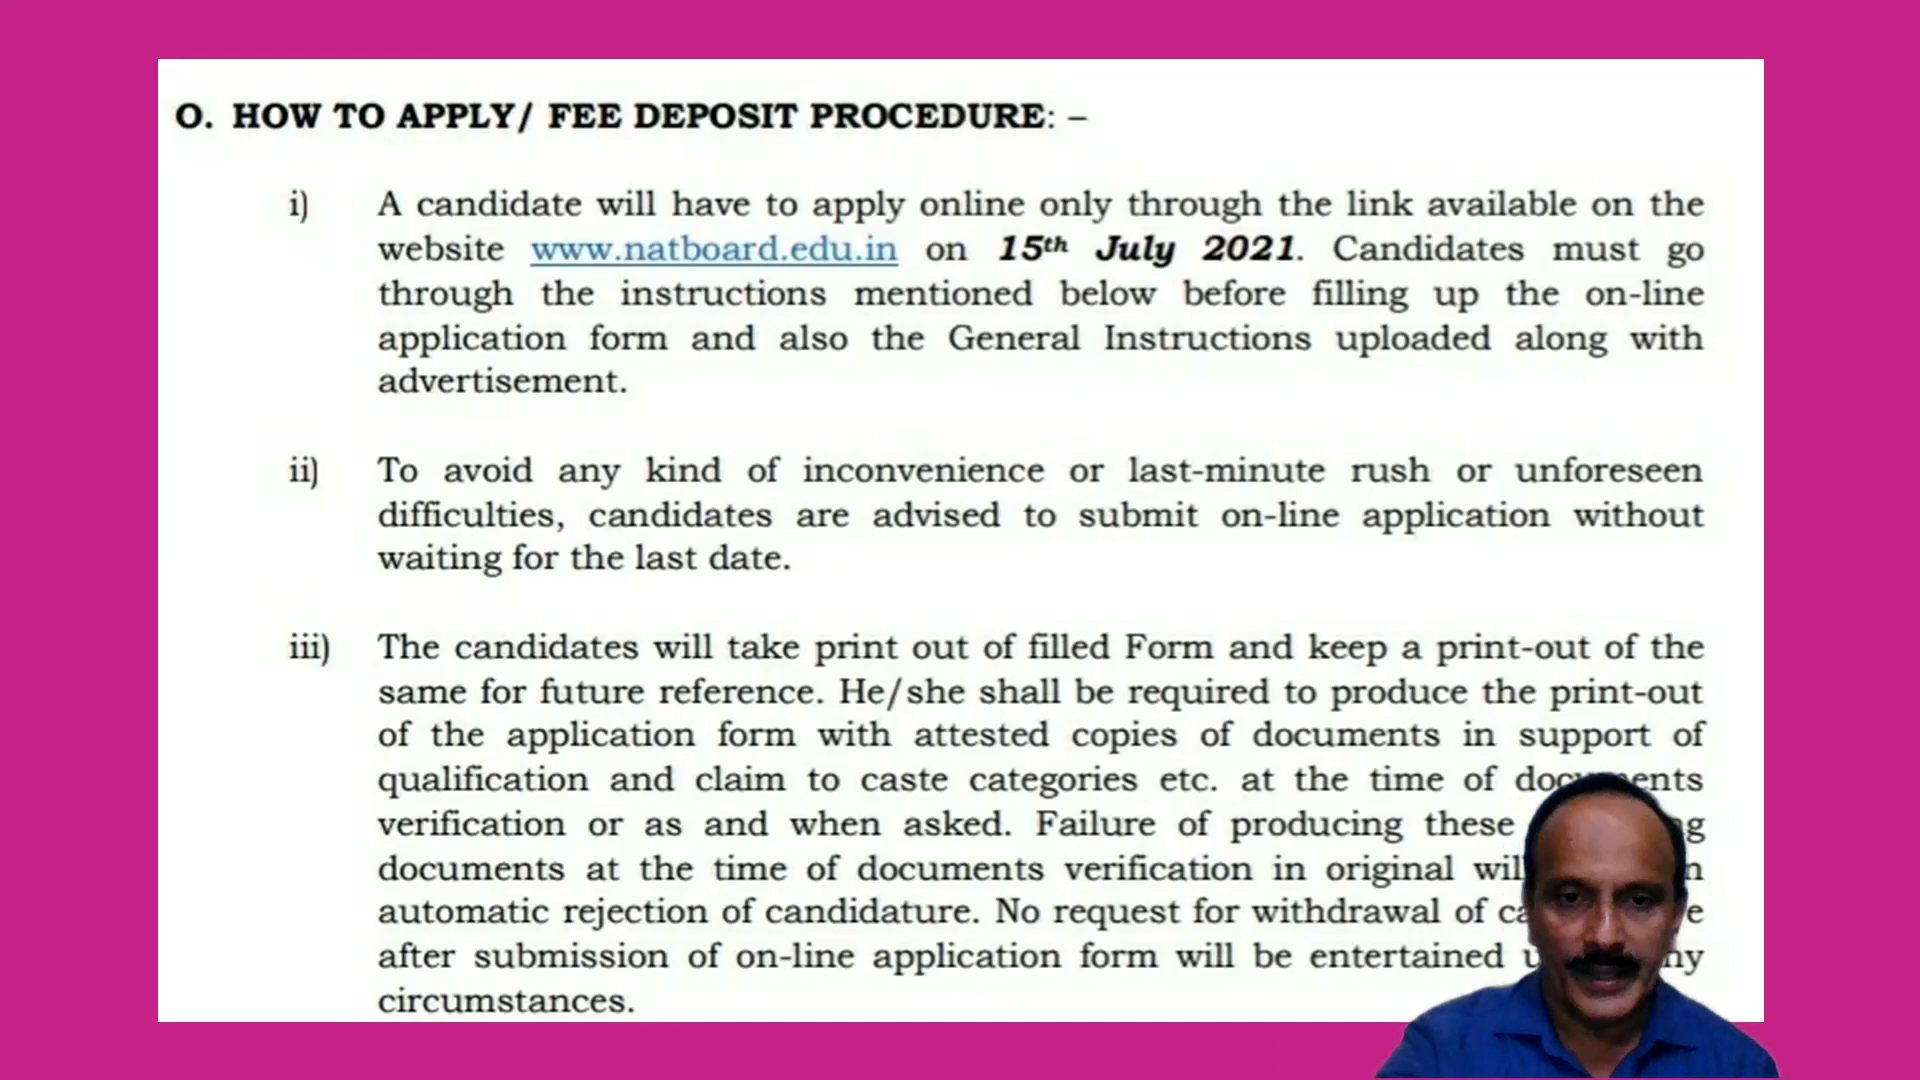 O. HOW TO APPLY/ FEE DEPOSIT PROCEDURE: –
i) A candidate will have to apply online only through the link available on the
website www.natboard.edu.in on 15th July 2021. Candidates must go
through the instructions mentioned below before filling up the on-line
application form and also the General Instructions uploaded along with
advertisement.
ii) To avoid any kind of inconvenience or last-minute rush or unforeseen
difficulties, candidates are advised to submit on-line application without
waiting for the last date.
iii) The candidates will take print out of filled Form and keep a print-out of the
same for future reference. He/she shall be required to produce the print-out
of the application form with attested copies of documents in support of
qualification and claim to caste categories etc. at the time of
verification or as and when asked. Failure of producing these
documents at the time of documents verification in original
automatic rejection of candidature. No request for withdrawal of
after submission of on-line application form will be entertained
circumstances.